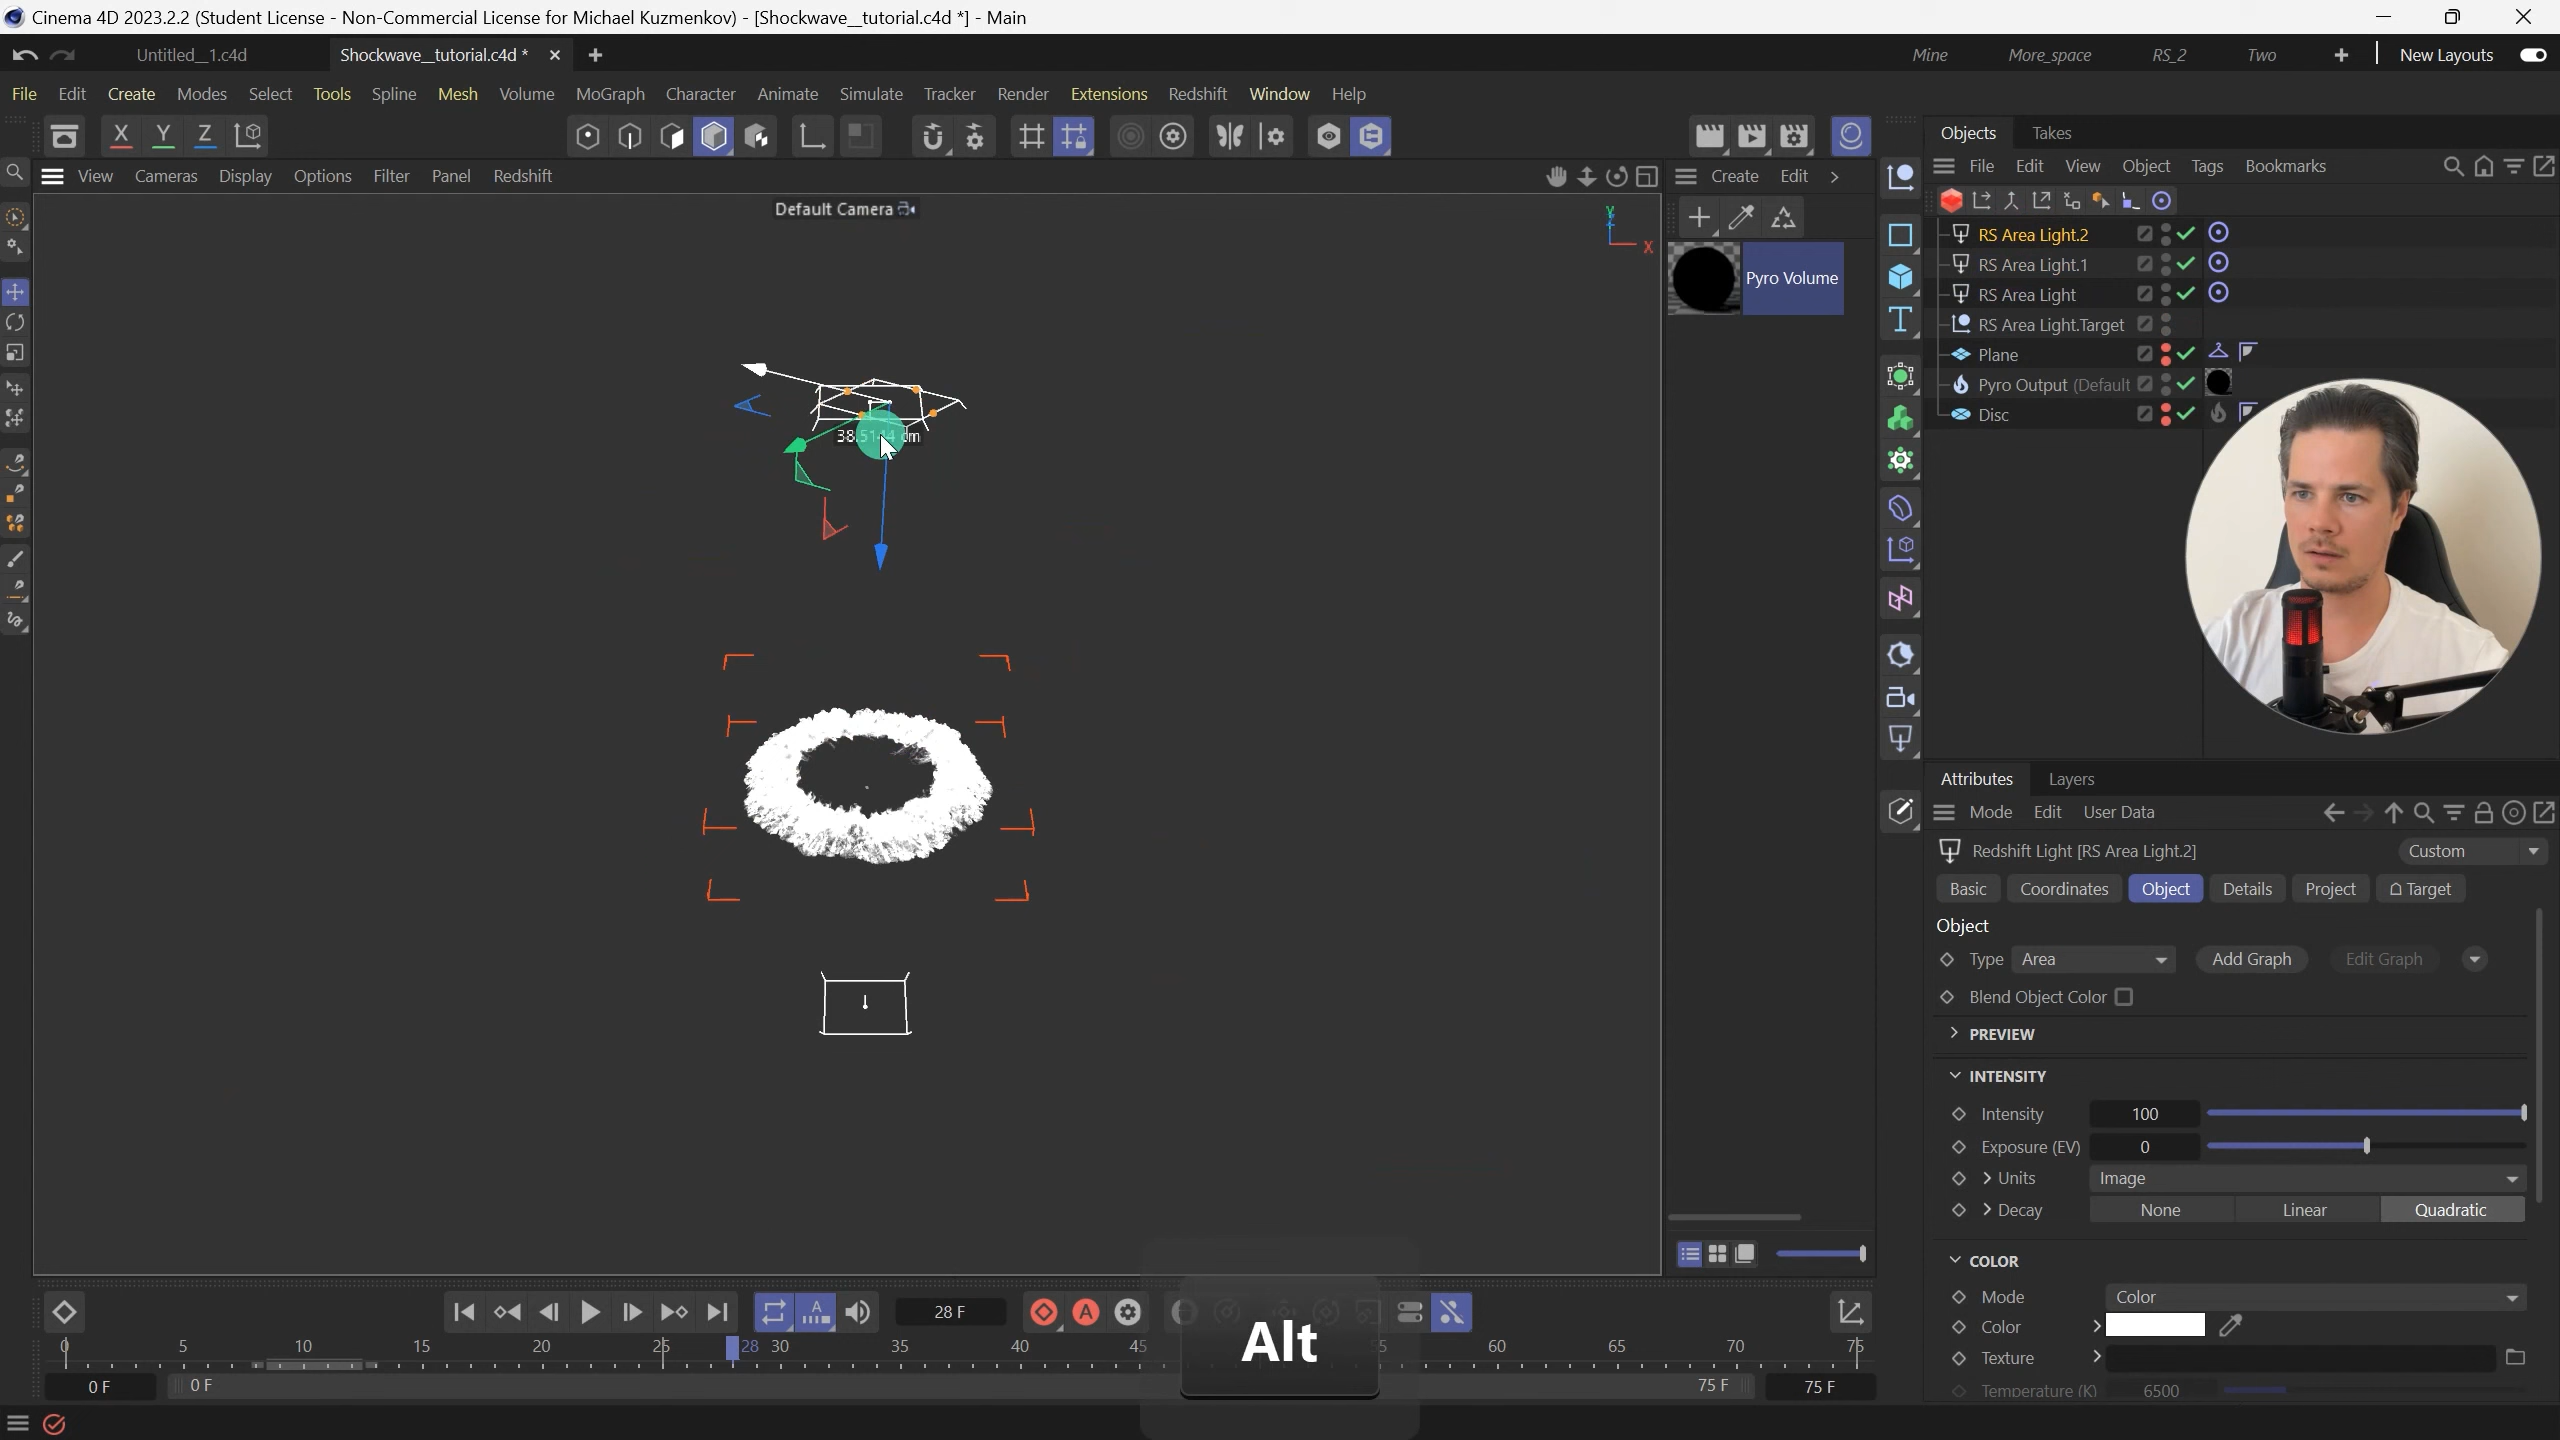 Cinema 4D 2023.2.2 (Student License - Non-Commercial License for Michael Kuzmenkov) - [Shockwave_tutorial.c4d *] - Main
Untitled_1.c4d
Shockwave_tutorial.c4d *
Mine
More_space
RS_2
Two
New Layouts
File Edit Create Modes Select Tools Spline Mesh Volume MoGraph Character Animate Simulate Tracker Render Extensions Redshift Window Help
X Y Z
Objects Takes
View Cameras Display Options Filter Panel Redshift
Create Edit
File Edit View Object Tags Bookmarks
Default Camera
Y
X
Pyro Volume
RS Area Light.2
RS Area Light.1
RS Area Light
RS Area Light.Target
Plane
Pyro Output (Default
Disc
Attributes Layers
Mode Edit User Data
Redshift Light [RS Area Light.2]
Custom
Basic Coordinates Object Details Project Target
Object
Type Area Add Graph Edit Graph
Blend Object Color
PREVIEW
INTENSITY
Intensity 100
Exposure (EV) 0
Units Image
Decay None Linear Quadratic
COLOR
Mode Color
Color
Texture
Temperature (K) 6500
28 F
A
A
Alt
0 5 10 15 20 25 28 30 35 40 45 55 60 65 70 75
0 F
0 F
75 F
75 F